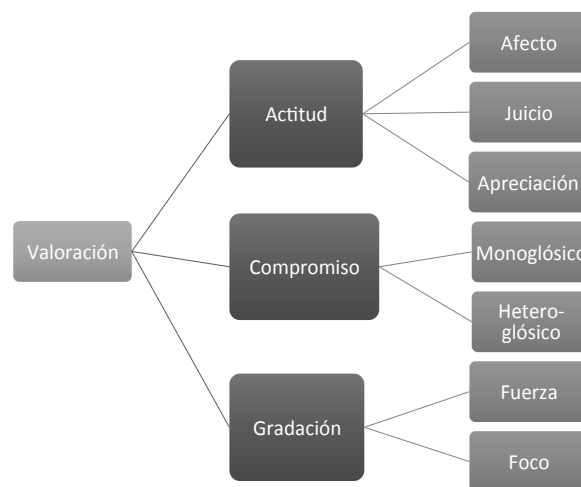 Valoración
Actitud
Afecto
Juicio
Apreciación
Compromiso
Monoglósico
Hetero-
glósico
Gradación
Fuerza
Foco